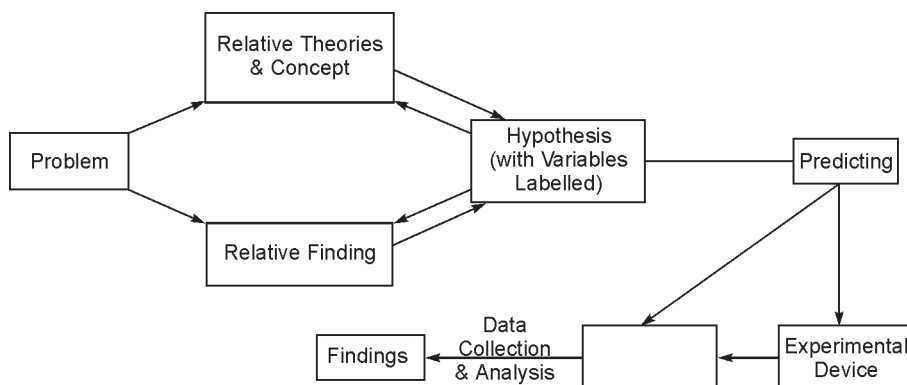 Relative Theories
& Concept
Problem
Hypothesis
(with Variables
Labelled)
Predicting
Relative Finding
Findings
Data
Collection
& Analysis
Experimental
Device